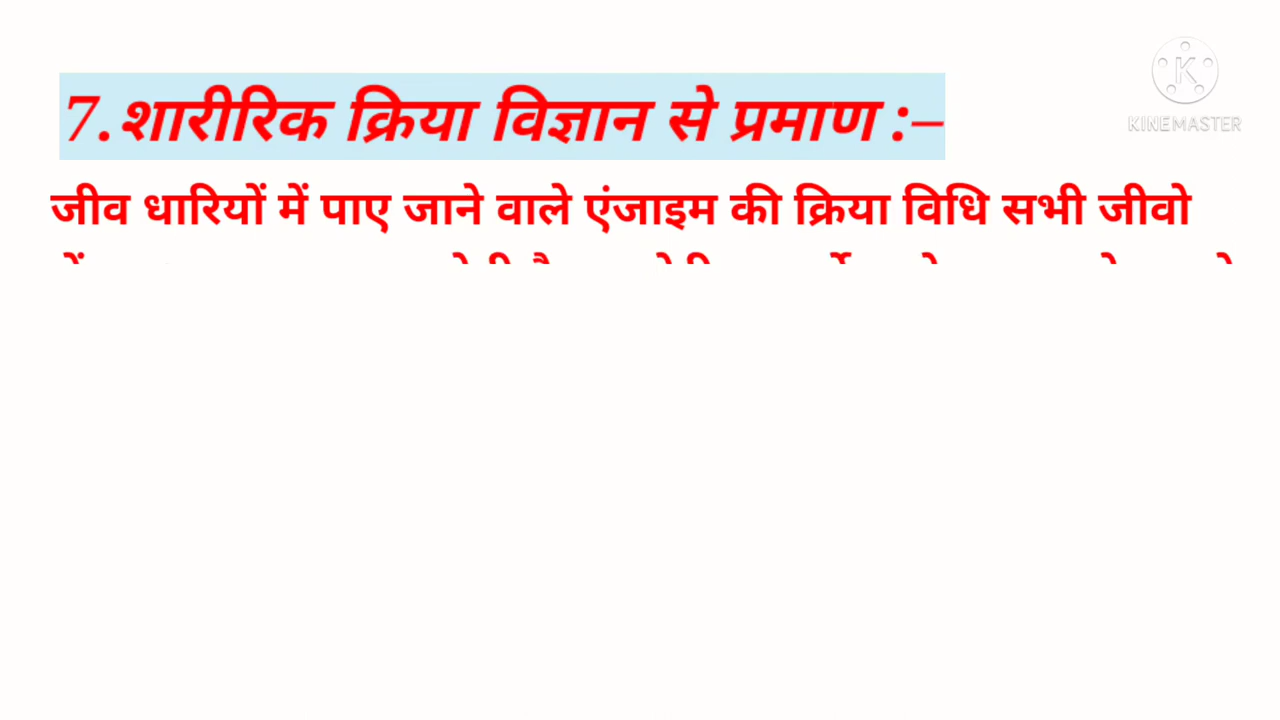 7.शारीरिक क्रिया विज्ञान से प्रमाण :–
KINEMASTER
जीव धारियों में पाए जाने वाले एंजाइम की क्रिया विधि सभी जीवो